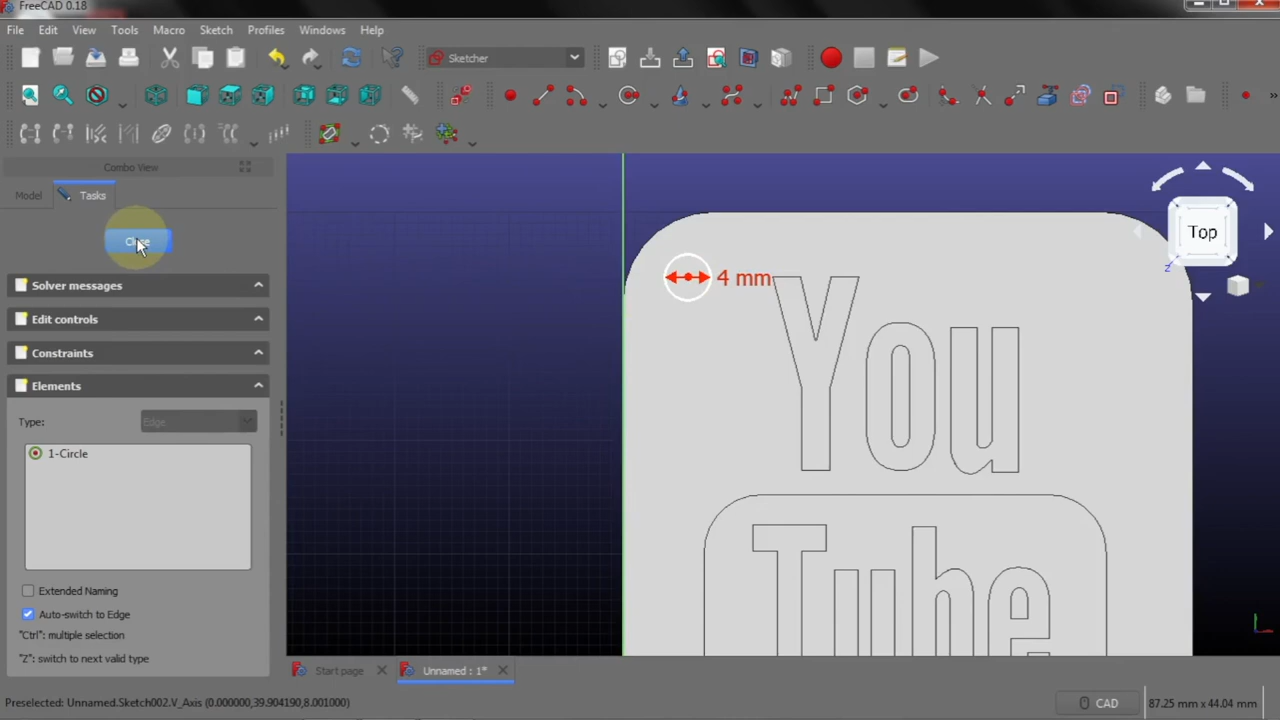 FreeCAD 0.18
File Edit View Tools Macro Sketch Profiles Windows Help
Sketcher
Combo View
Model Tasks
Close
Solver messages
Edit controls
Constraints
Elements
Type: Edge
1-Circle
Extended Naming
Auto-switch to Edge
"Ctrl": multiple selection
"Z": switch to next valid type
4 mm
You
Tube
Top
Z
Start page
Unnamed : 1*
Preselected: Unnamed.Sketch002.V_Axis (0.000000,39.904190,8.001000)
CAD
87.25 mm x 44.04 mm